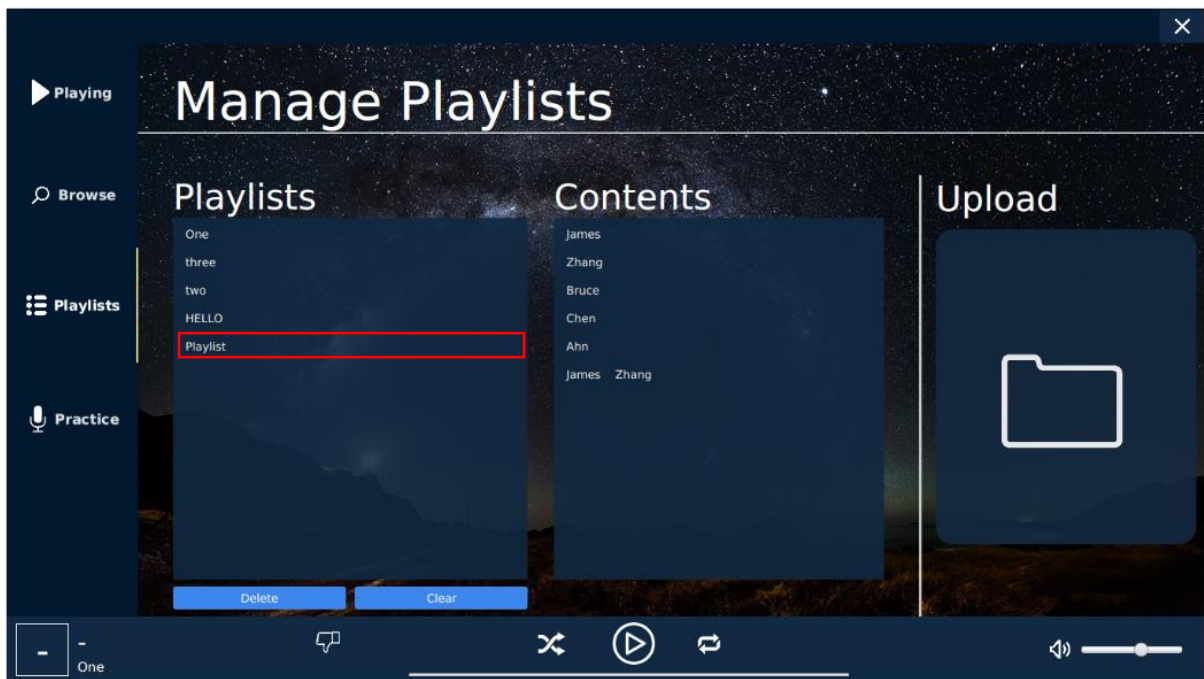 Playing
Manage Playlists
Browse
Playlists
Contents
Upload
One
three
two
HELLO
Playlist
James
Zhang
Bruce
Chen
Ahn
James Zhang
Playlists
Practice
Delete
Clear
-
-
One